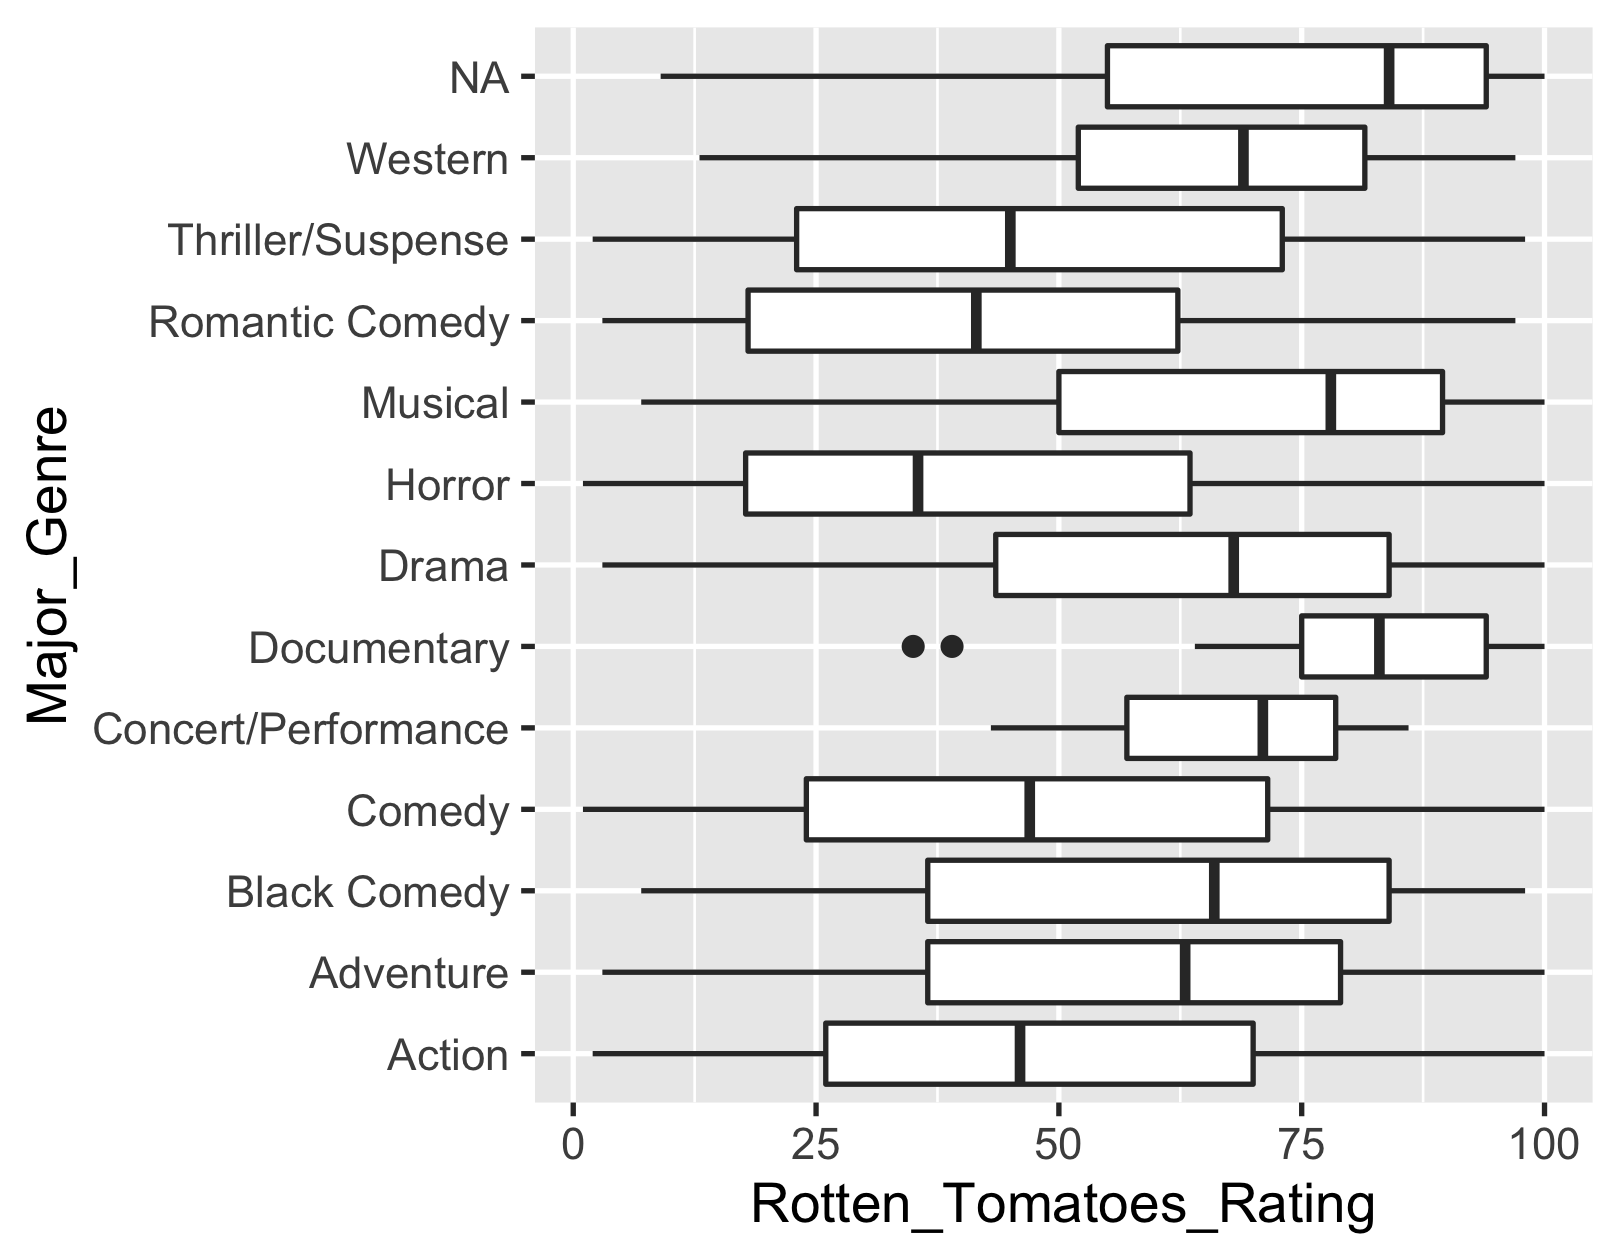 NA
Western
Thriller/Suspense
Romantic Comedy
Musical
Horror
Drama
Documentary
Concert/Performance
Comedy
Black Comedy
Adventure
Action
Major_Genre
0 25 50 75 100
Rotten_Tomatoes_Rating